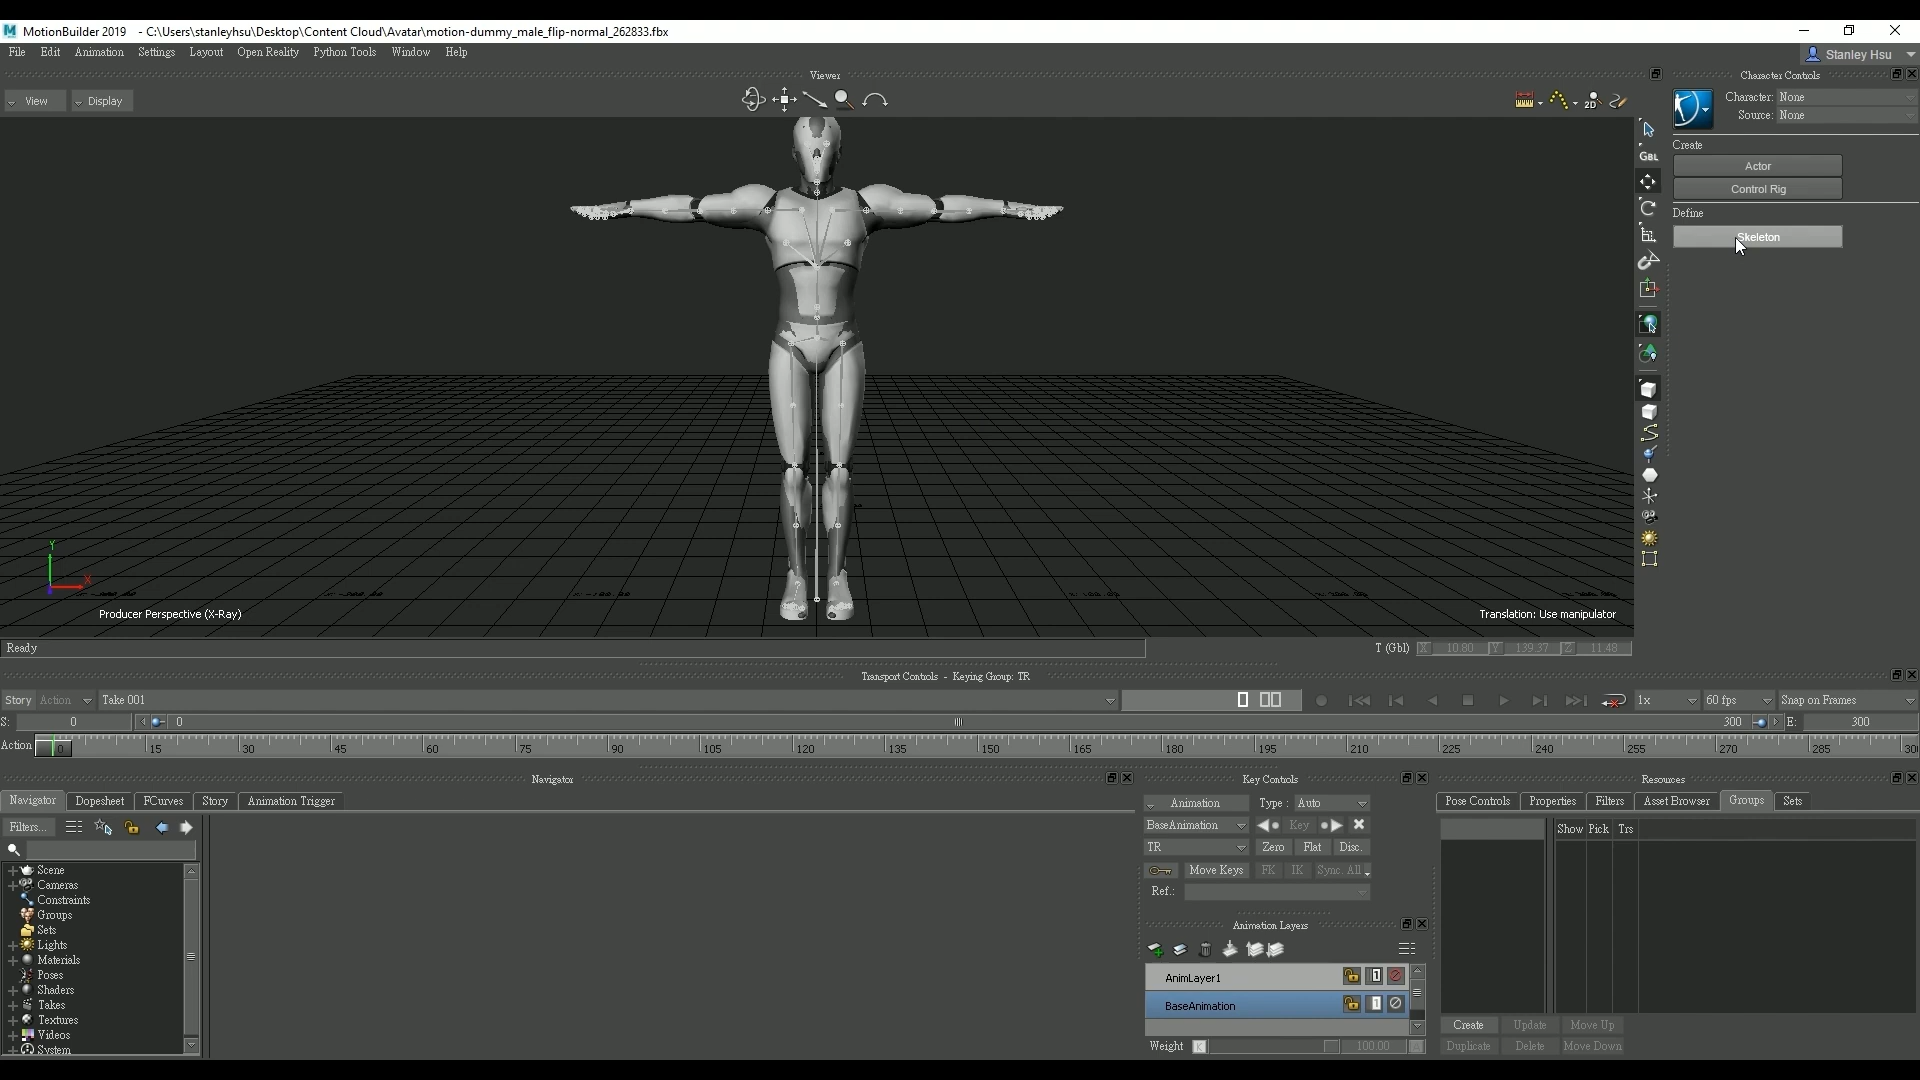 MotionBuilder 2019 - C:\Users\stanleyhsu\Desktop\Content Cloud\Avatar\motion-dummy_male_flip-normal_262833.fbx
File Edit Animation Settings Layout Open Reality Python Tools Window Help
Stanley Hsu
Viewer
View Display
2D
Character Controls
Character: None
Source: None
Create
Actor
Control Rig
Define
Skeleton
GBL
Y
X
Producer Perspective (X-Ray)
Translation: Use manipulator
Ready
T (Gbl) X 10.80 Y 139.37 Z 11.48
Transport Controls - Keying Group: TR
Story Action Take 001
1x 60 fps Snap on Frames
S: 0 0 300 E: 300
Action 0 15 30 45 60 75 90 105 120 135 150 165 180 195 210 225 240 255 270 285 30
Navigator
Navigator Dopesheet FCurves Story Animation Trigger
Filters...
Scene
Cameras
Constraints
Groups
Sets
Lights
Materials
Poses
Shaders
Takes
Textures
Videos
System
Key Controls
Animation Type : Auto
BaseAnimation Key
TR Zero Flat Disc.
Move Keys FK IK Sync. All
Ref.:
Animation Layers
AnimLayer1
BaseAnimation
Weight K 100.00 A
Resources
Pose Controls Properties Filters Asset Browser Groups Sets
Show Pick Trs
Create Update Move Up
Duplicate Delete Move Down